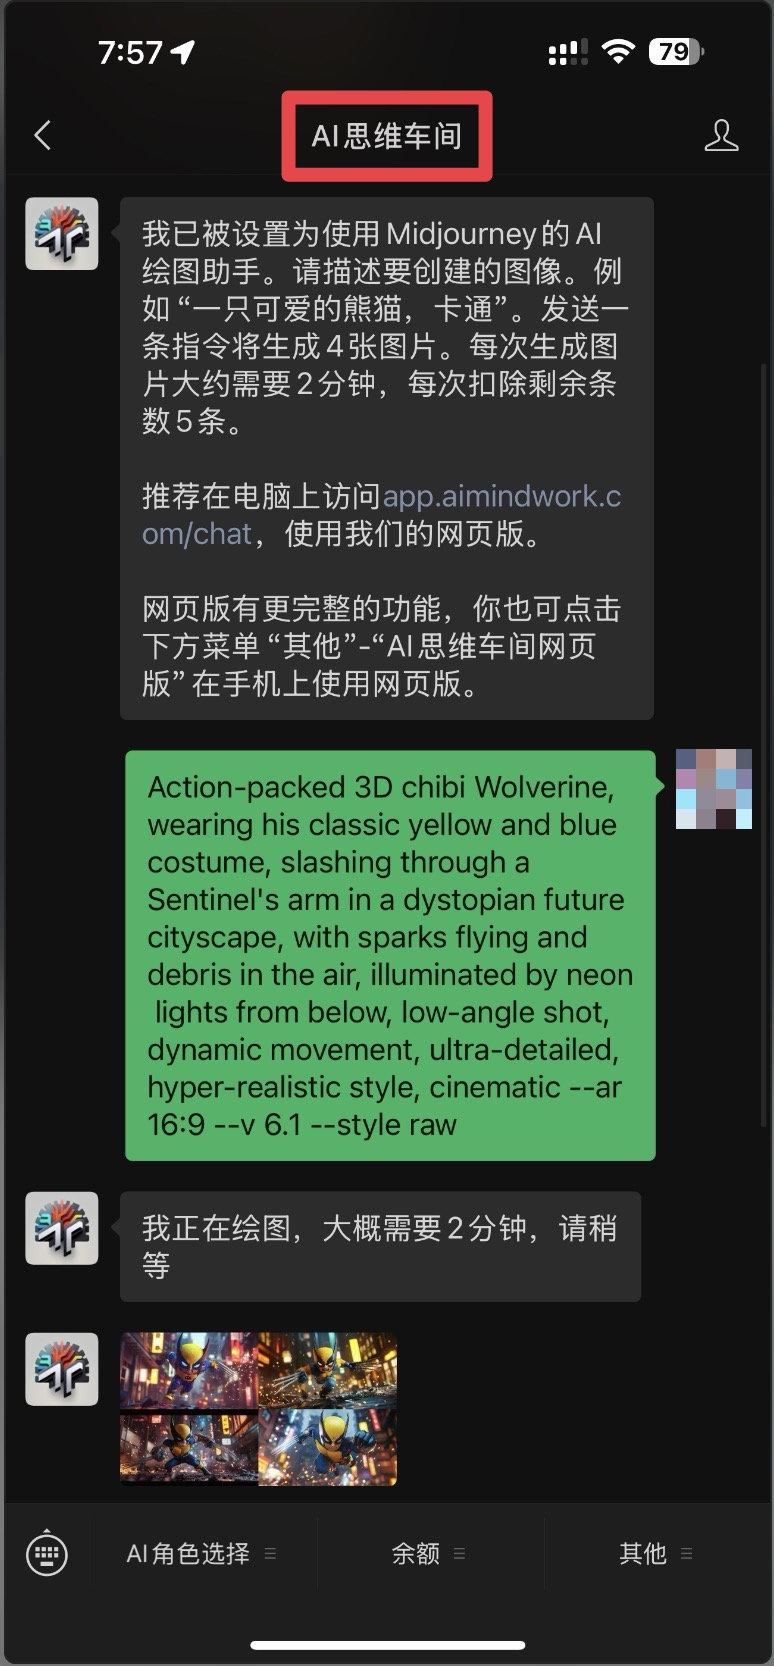 7:57
79
AI思维车间
我已被设置为使用Midjourney的AI
绘图助手。请描述要创建的图像。例
如“一只可爱的熊猫，卡通”。发送一
条指令将生成4张图片。每次生成图
片大约需要2分钟，每次扣除剩余条
数5条。
推荐在电脑上访问app.aimindwork.c
om/chat，使用我们的网页版。
网页版有更完整的功能，你也可点击
下方菜单“其他”-“AI思维车间网页
版”在手机上使用网页版。
Action-packed 3D chibi Wolverine,
wearing his classic yellow and blue
costume, slashing through a
Sentinel's arm in a dystopian future
cityscape, with sparks flying and
debris in the air, illuminated by neon
lights from below, low-angle shot,
dynamic movement, ultra-detailed,
hyper-realistic style, cinematic --ar
16:9 --v 6.1 --style raw
我正在绘图，大概需要2分钟，请稍
等
AI角色选择
余额
其他